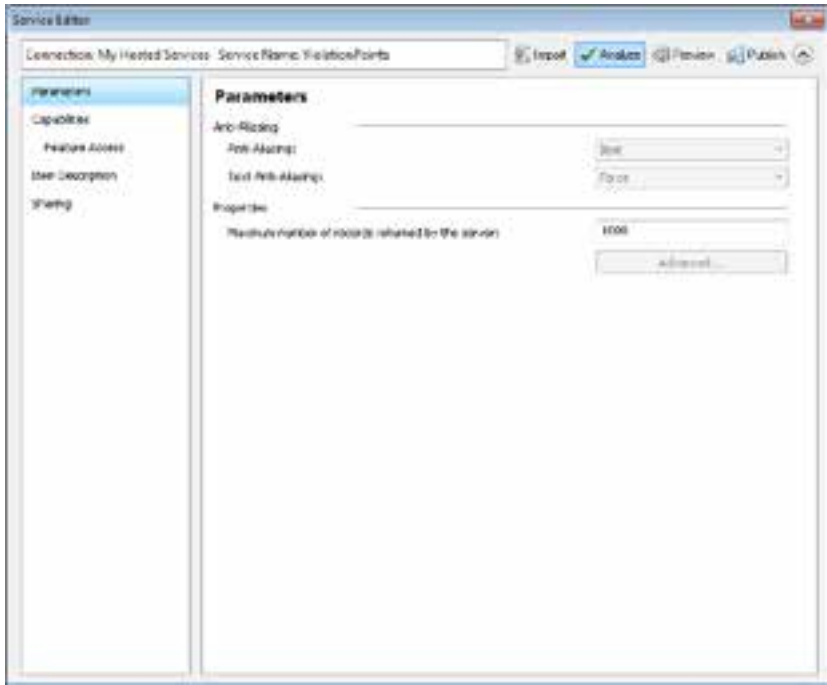 Service Editor
Connection: My Hosted Services Service Name: ViolationPoints
Import Analyze Preview Publish
Parameters
Capabilities
Feature Access
Item Description
Sharing
Parameters
Anti-Aliasing
Anti-Aliasing:
Text Anti-Aliasing: Force
Properties
Maximum number of records returned by the server: 1000
Advanced...